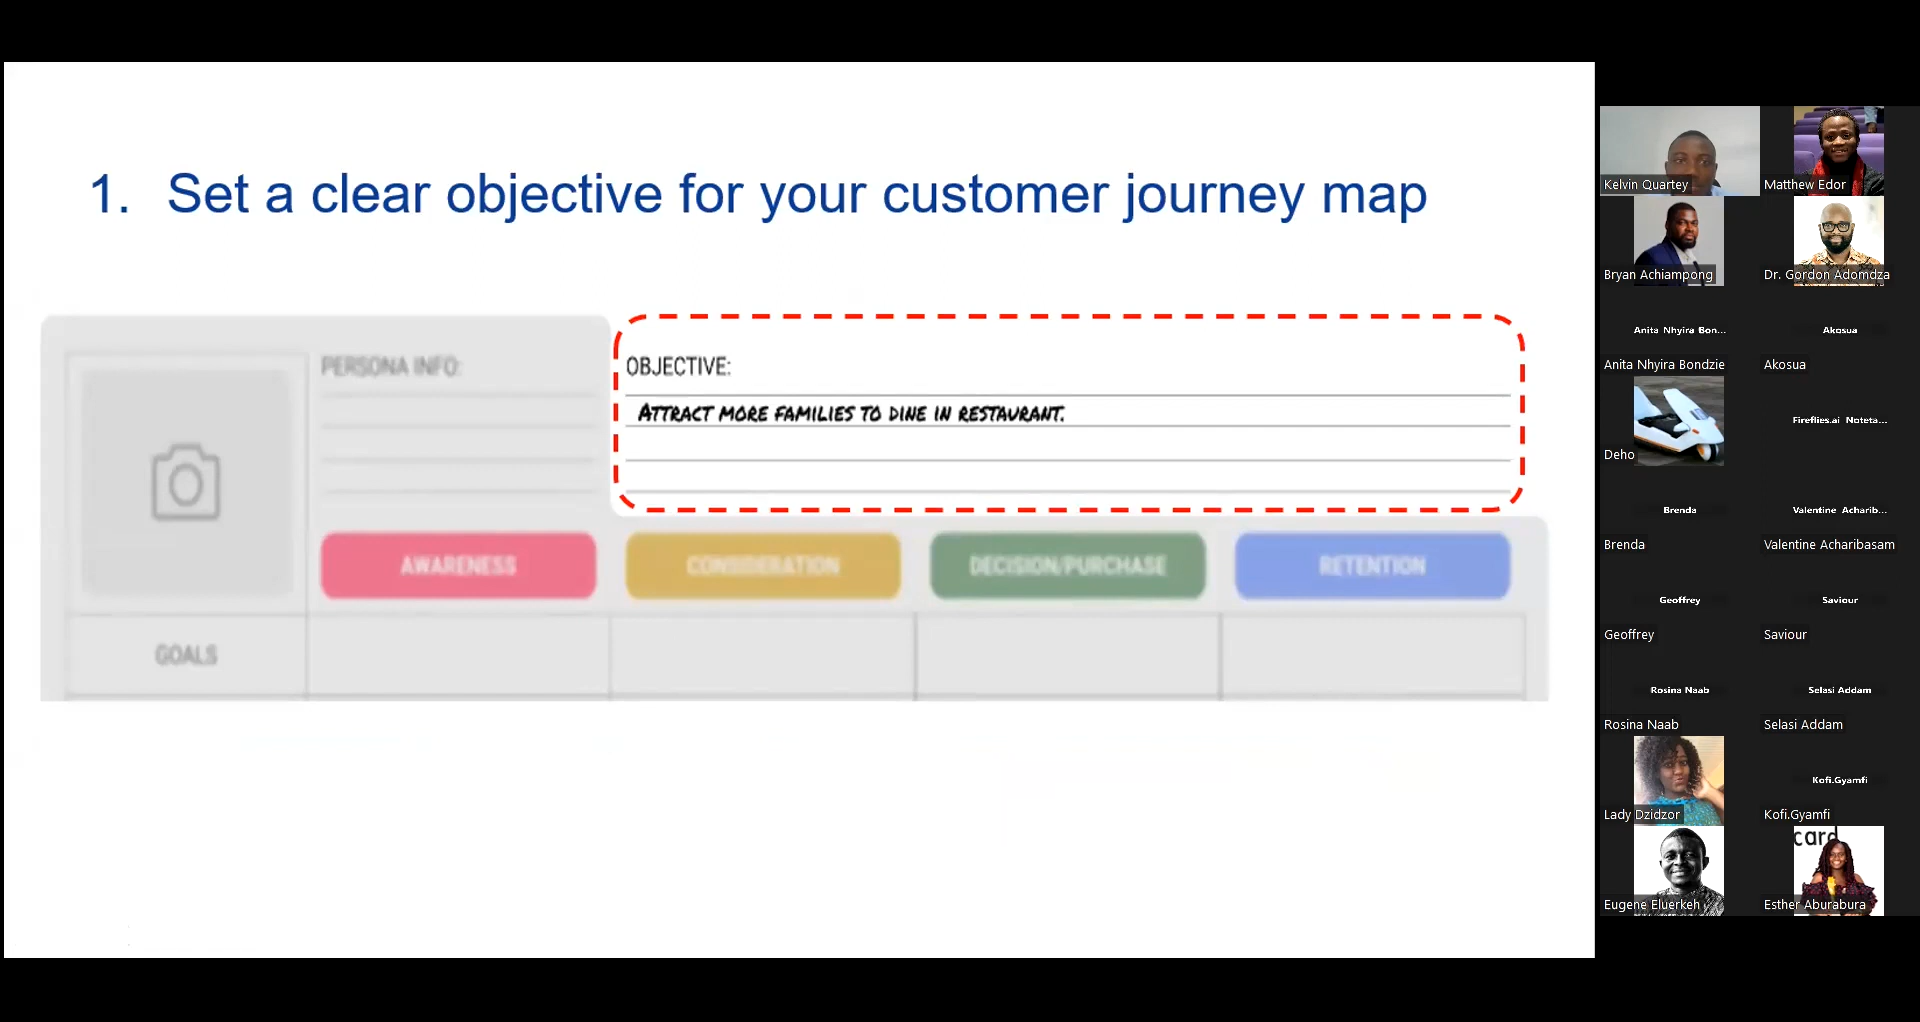 1. Set a clear objective for your customer journey map
PERSONA INFO:
OBJECTIVE:
ATTRACT MORE FAMILIES TO DINE IN RESTAURANT.
AWARENESS
CONSIDERATION
DECISION/PURCHASE
RETENTION
GOALS
Kelvin Quartey
Matthew Edor
Bryan Achiampong
Dr. Gordon Adomdza
Anita Nhyira Bon...
Akosua
Anita Nhyira Bondzie
Akosua
Fireflies.ai Noteta...
Deho
Brenda
Valentine Acharib...
Brenda
Valentine Acharibasam
Geoffrey
Saviour
Geoffrey
Saviour
Rosina Naab
Selasi Addam
Rosina Naab
Selasi Addam
Kofi.Gyamfi
Lady Dzidzor
Kofi.Gyamfi
card
Eugene Eluerkeh
Esther Aburabura